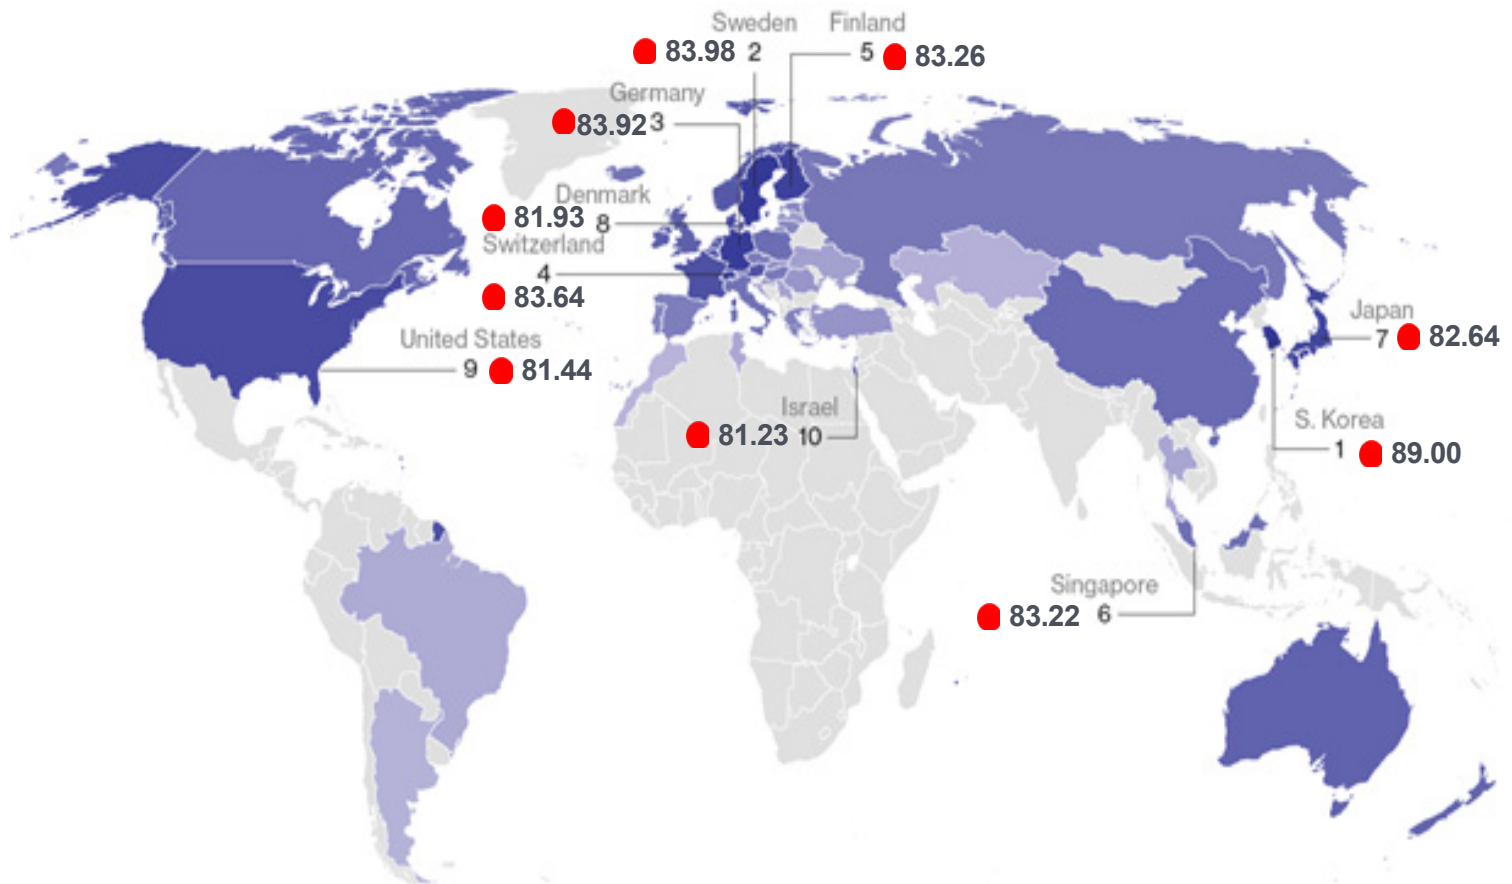 Sweden
83.98 2
Finland
5 83.26
Germany
83.92 3
Denmark
81.93 8
Switzerland
4
83.64
United States
9 81.44
Israel
81.23 10
Japan
7 82.64
S. Korea
1 89.00
Singapore
83.22 6